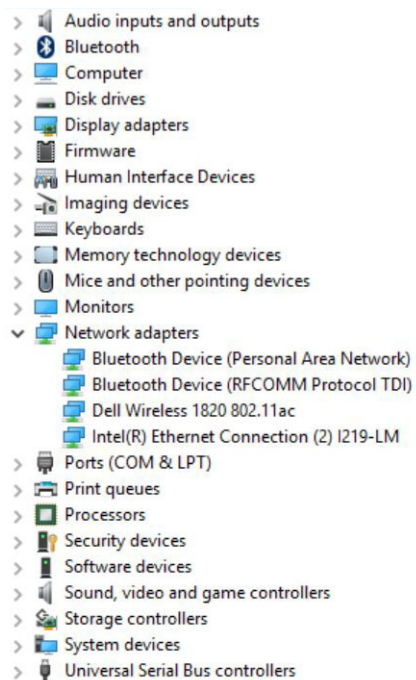 Audio inputs and outputs
Bluetooth
Computer
Disk drives
Display adapters
Firmware
Human Interface Devices
Imaging devices
Keyboards
Memory technology devices
Mice and other pointing devices
Monitors
Network adapters
Bluetooth Device (Personal Area Network)
Bluetooth Device (RFCOMM Protocol TDI)
Dell Wireless 1820 802.11ac
Intel(R) Ethernet Connection (2) I219-LM
Ports (COM & LPT)
Print queues
Processors
Security devices
Software devices
Sound, video and game controllers
Storage controllers
System devices
Universal Serial Bus controllers